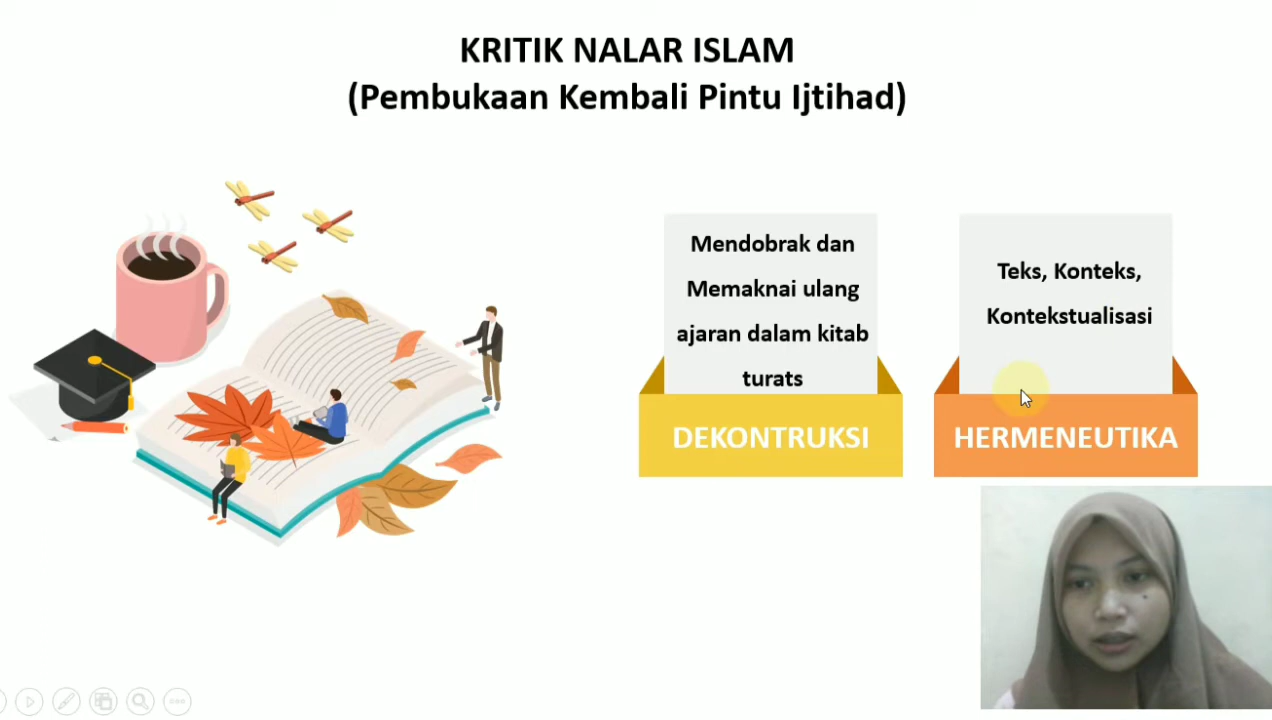 KRITIK NALAR ISLAM
(Pembukaan Kembali Pintu Ijtihad)
Mendobrak dan
Memaknai ulang
ajaran dalam kitab
turats
DEKONTRUKSI
Teks, Konteks,
Kontekstualisasi
HERMENEUTIKA